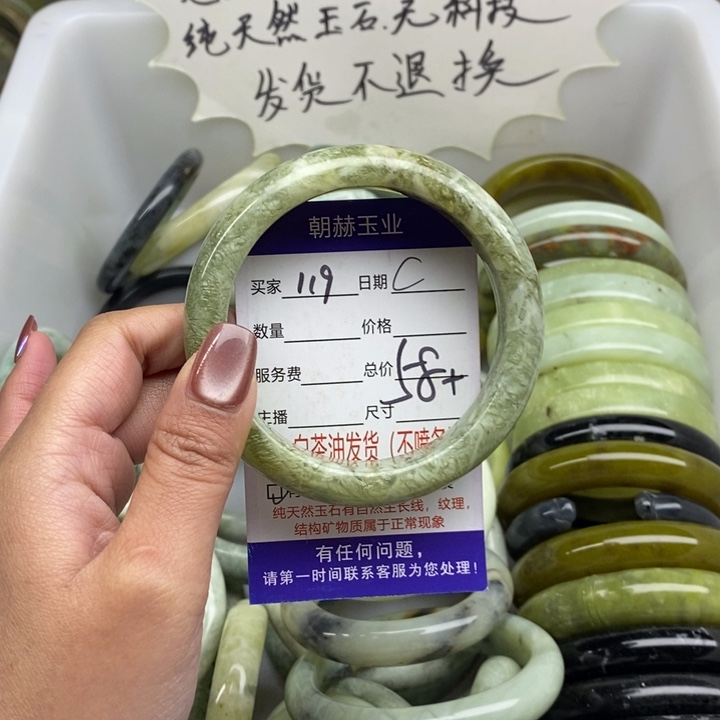 纯天然玉石.无科技
发货不退换
朝赫玉业
买家 119 日期 C
数量 价格
服务费 总价
58+
主播 尺寸
白茶油发货(不喷
纯天然玉石有自然生长线,纹理,
结构矿物质属于正常现象
有任何问题,
请第一时间联系客服为您处理!